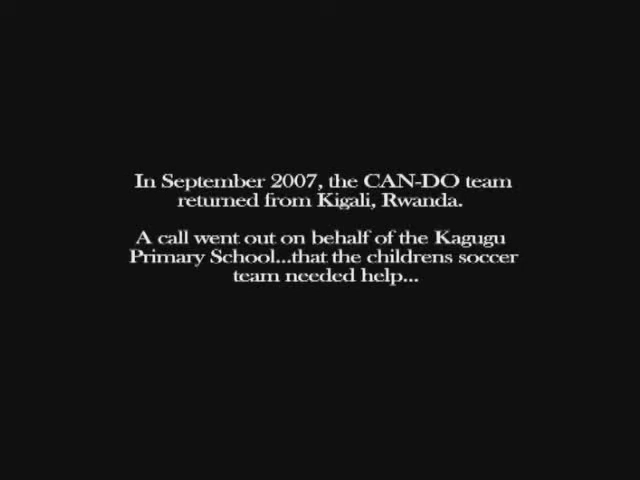 In September 2007, the CAN-DO team
returned from Kigali, Rwanda.
A call went out on behalf of the Kagugu
Primary School...that the childrens soccer
team needed help...